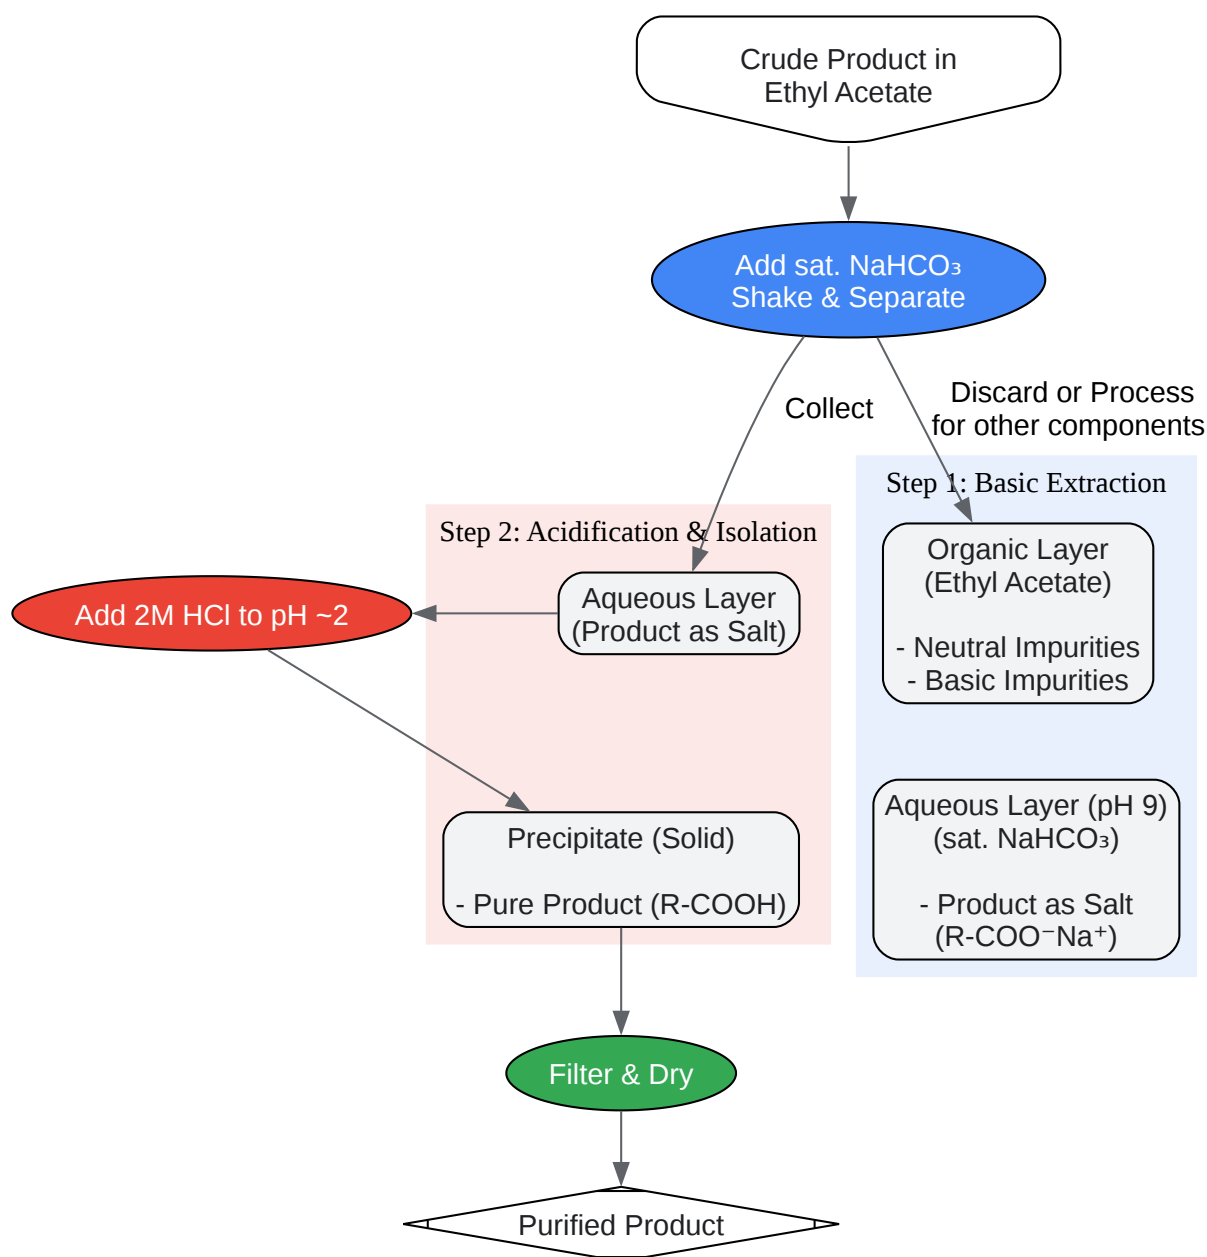 Crude Product in
Ethyl Acetate
Add sat. NaHCO₃
Shake & Separate
Collect
Discard or Process
for other components
Step 1: Basic Extraction
Organic Layer
(Ethyl Acetate)
- Neutral Impurities
- Basic Impurities
Step 2: Acidification & Isolation
Aqueous Layer
(Product as Salt)
Add 2M HCl to pH ~2
Aqueous Layer (pH 9)
(sat. NaHCO₃)
- Product as Salt
(R-COO⁻Na⁺)
Precipitate (Solid)
- Pure Product (R-COOH)
Filter & Dry
Purified Product